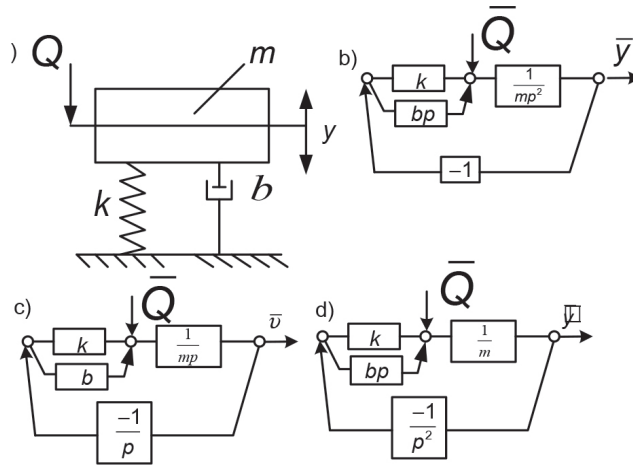 )
Q
m
y
k
b
b)
Q̅
y̅
k
bp
1/mp²
-1
c)
Q̅
v̅
k
b
1/mp
-1/p
d)
Q̅
k
bp
1/m
-1/p²